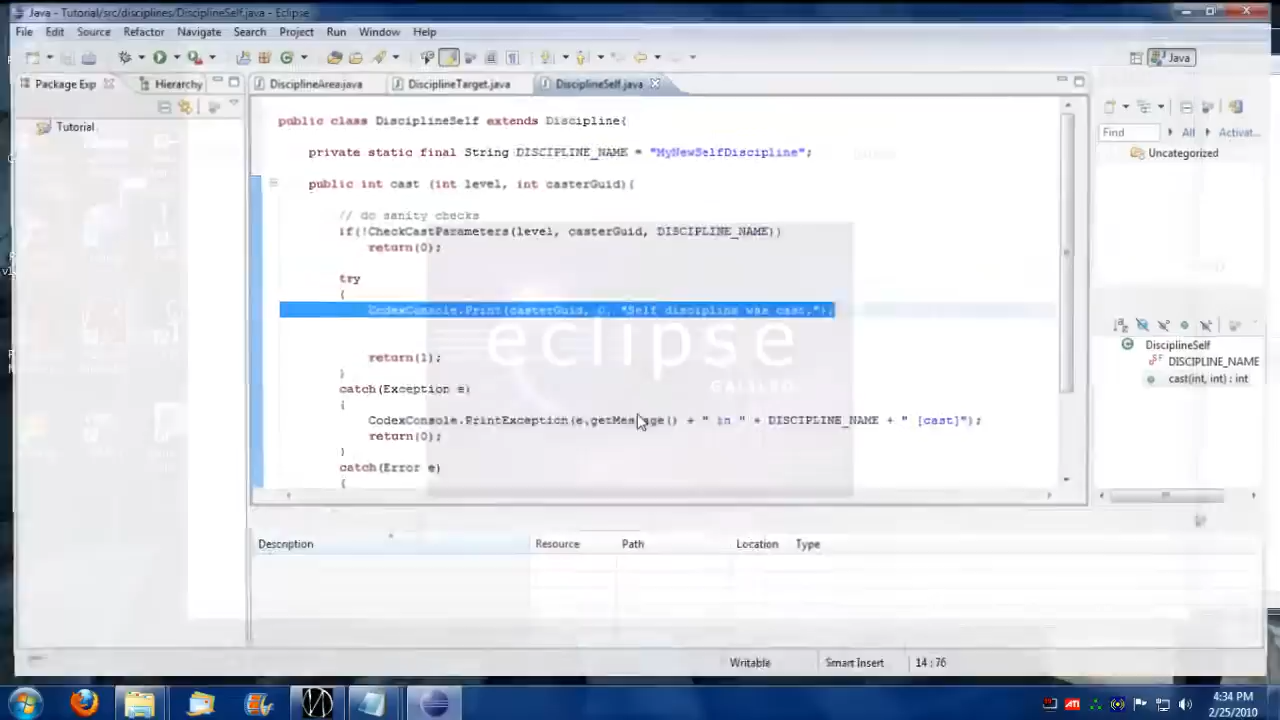 Java - Tutorial/src/disciplines/DisciplineSelf.java - Eclipse
File Edit Source Refactor Navigate Search Project Run Window Help
Java
Package Exp Hierarchy DisciplineArea.java DisciplineTarget.java DisciplineSelf.java
Find All Activat...
Tutorial
Uncategorized
public class DisciplineSelf extends Discipline{
private static final String DISCIPLINE_NAME = "MyNewSelfDiscipline";
public int cast (int level, int casterGuid){
// do sanity checks
if(!CheckCastParameters(level, casterGuid, DISCIPLINE_NAME))
return(0);
try
{
CodexConsole.Print(casterGuid, 0, "Self discipline was cast.");
return(1);
}
catch(Exception e)
{
CodexConsole.PrintException(e.getMessage() + " in " + DISCIPLINE_NAME + " [cast]");
return(0);
}
catch(Error e)
{
eclipse
GALILEO
DisciplineSelf
DISCIPLINE_NAME
cast(int, int) : int
Description Resource Path Location Type
Writable Smart Insert 14 : 76
ATI
4:34 PM
2/25/2010